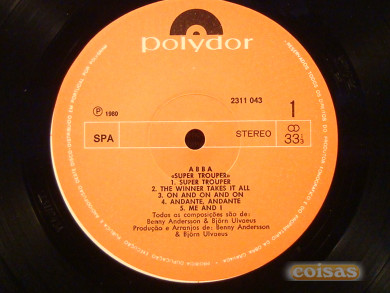 polydor
2311 043
℗ 1980
1
SPA
STEREO
33 1/3
ABBA
«SUPER TROUPER»
1. SUPER TROUPER
2. THE WINNER TAKES IT ALL
3. ON AND ON AND ON
4. ANDANTE, ANDANTE
5. ME AND I
Todas as composições são de:
Benny Andersson & Björn Ulvaeus
Produção e Arranjos de: Benny Andersson
& Björn Ulvaeus
coisas